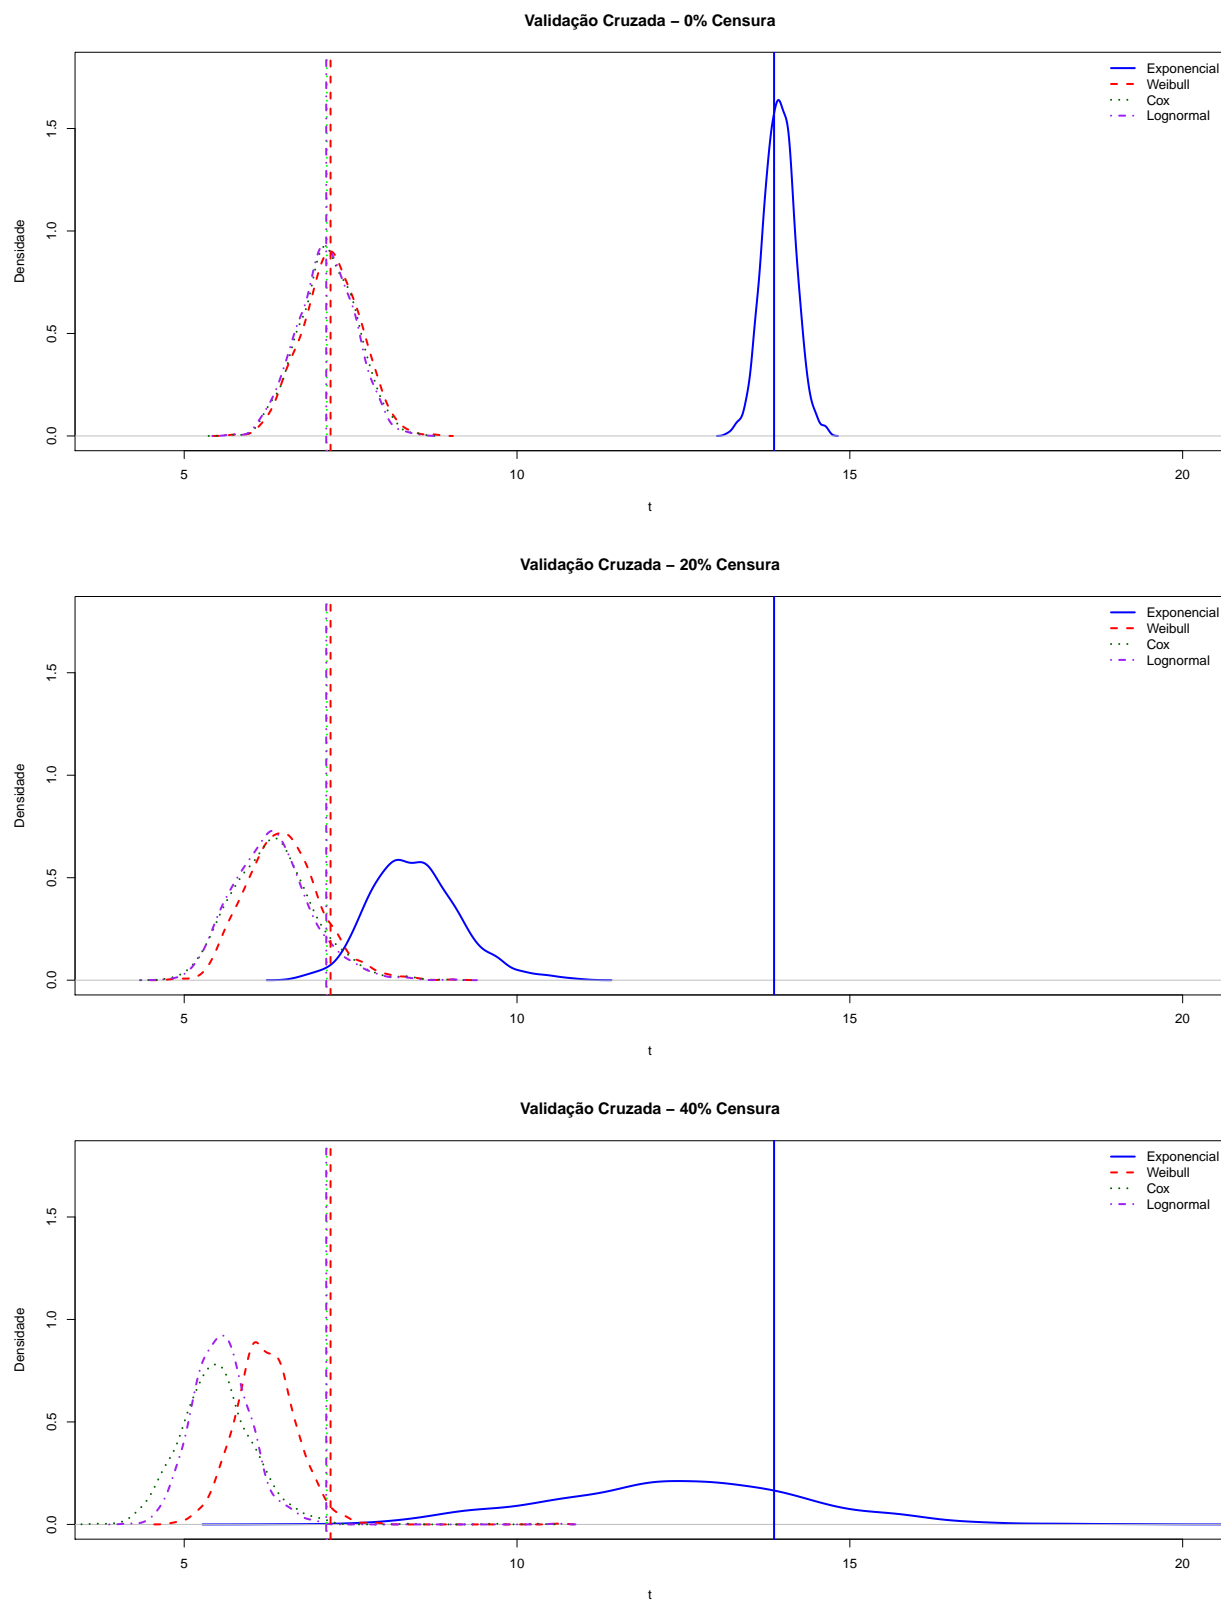 Validação Cruzada − 0% Censura
Exponencial
Weibull
Cox
Lognormal
Densidade
0.0
0.5
1.0
1.5
5
10
15
20
t
Validação Cruzada − 20% Censura
Exponencial
Weibull
Cox
Lognormal
Densidade
0.0
0.5
1.0
1.5
5
10
15
20
t
Validação Cruzada − 40% Censura
Exponencial
Weibull
Cox
Lognormal
Densidade
0.0
0.5
1.0
1.5
5
10
15
20
t